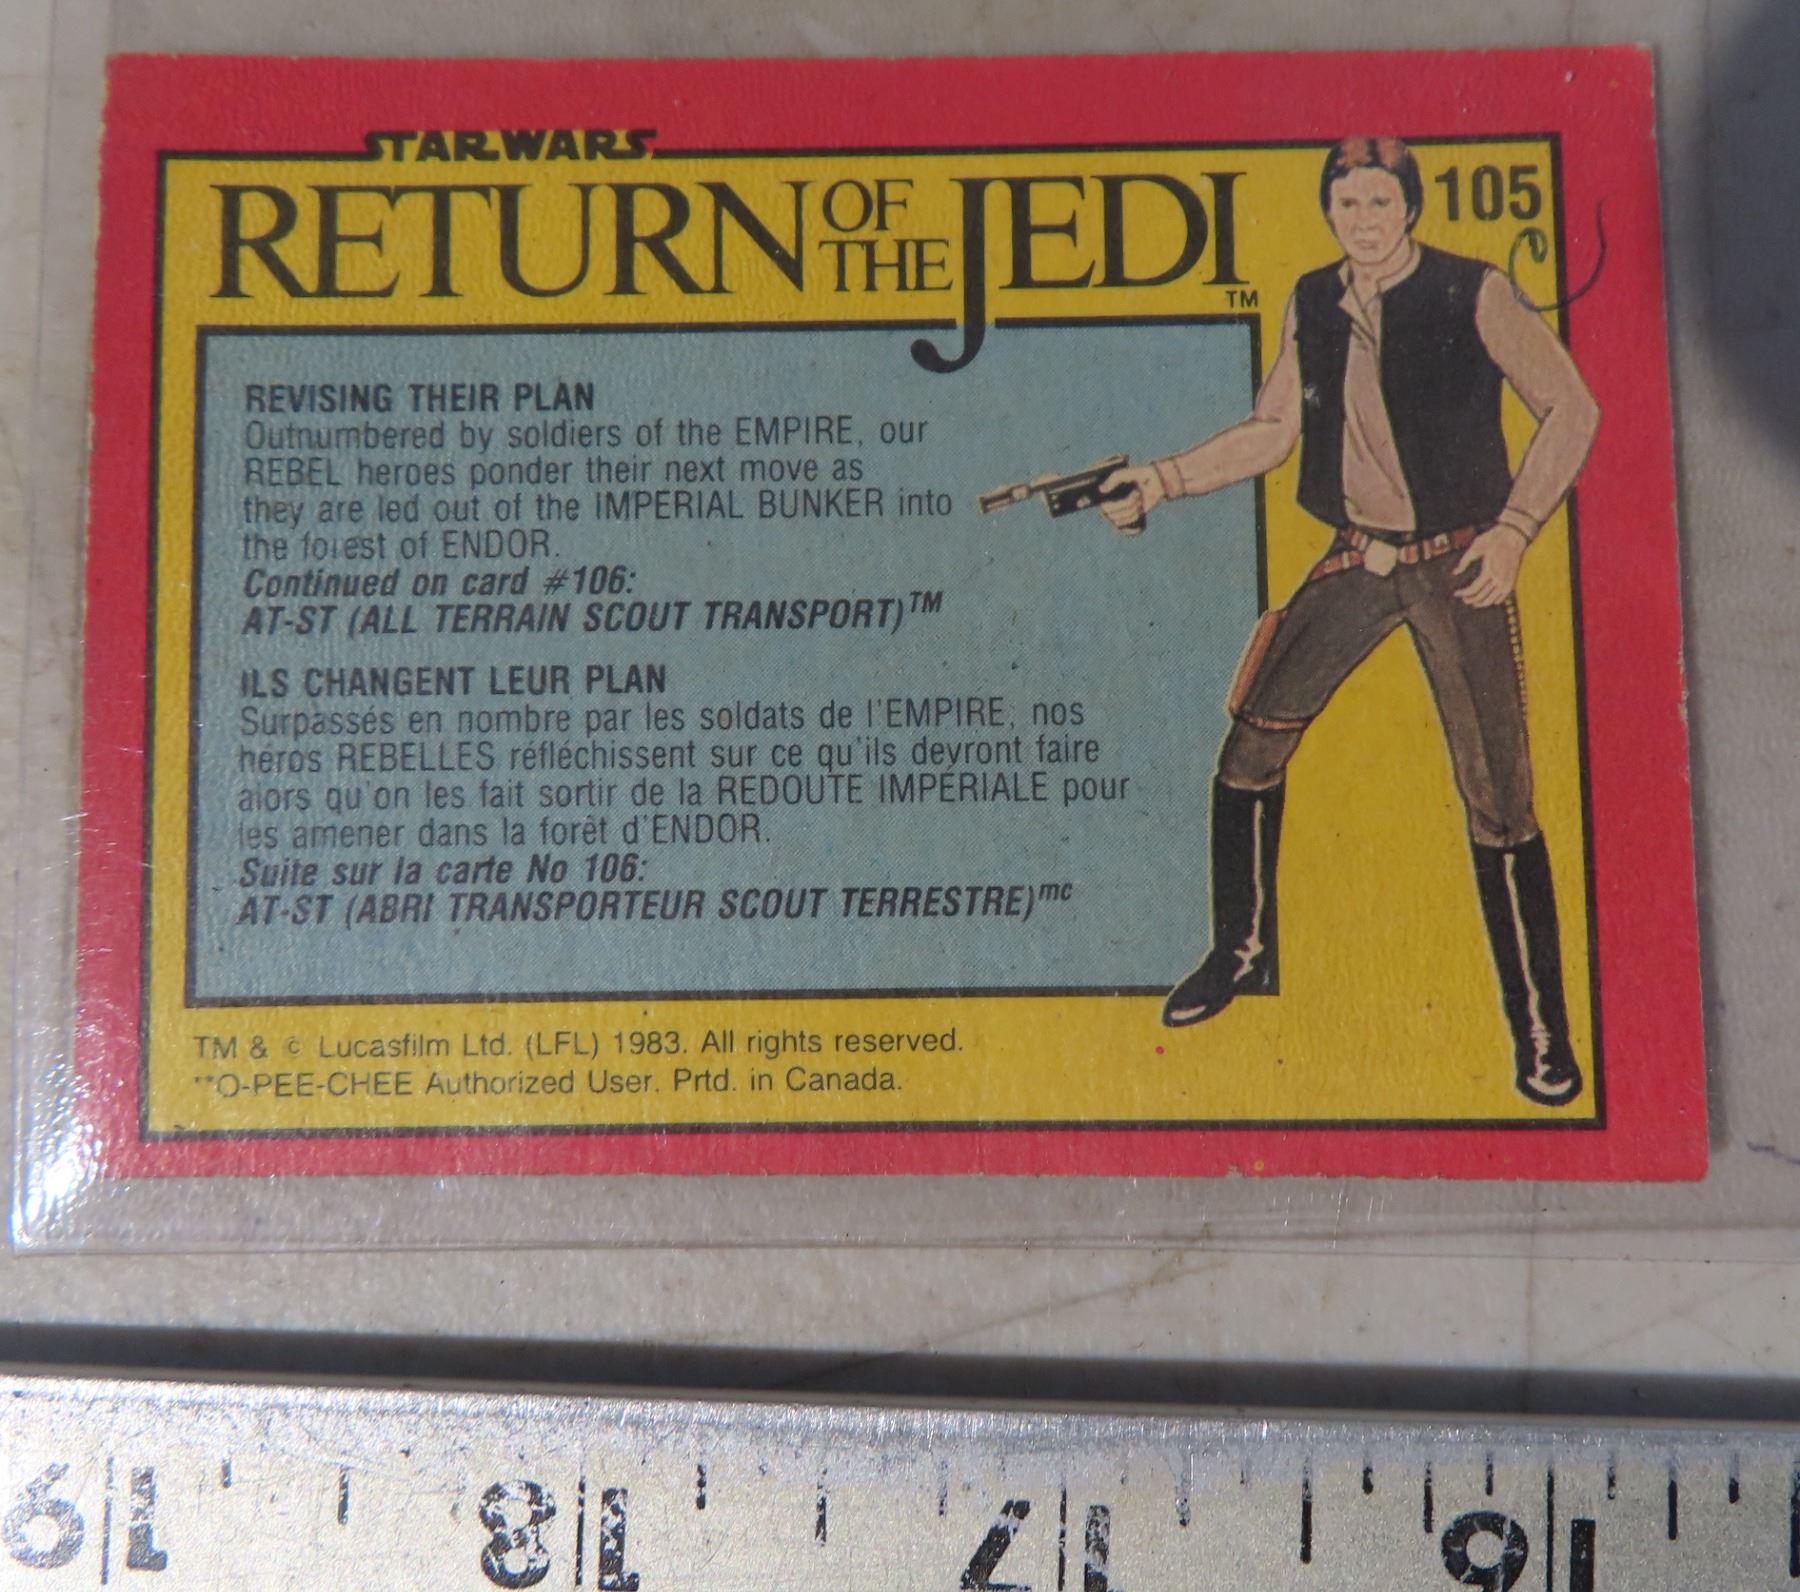 STAR WARS
RETURN OF THE JEDI TM
105
REVISING THEIR PLAN
Outnumbered by soldiers of the EMPIRE, our
REBEL heroes ponder their next move as
they are led out of the IMPERIAL BUNKER into
the forest of ENDOR.
Continued on card #106:
AT-ST (ALL TERRAIN SCOUT TRANSPORT)™
ILS CHANGENT LEUR PLAN
Surpassés en nombre par les soldats de l'EMPIRE, nos
héros REBELLES réfléchissent sur ce qu'ils devront faire
alors qu'on les fait sortir de la REDOUTE IMPÉRIALE pour
les amener dans la forêt d'ENDOR.
Suite sur la carte No 106:
AT-ST (ABRI TRANSPORTEUR SCOUT TERRESTRE)mc
TM & © Lucasfilm Ltd. (LFL) 1983. All rights reserved.
**O-PEE-CHEE Authorized User. Prtd. in Canada.
19 18 17 16